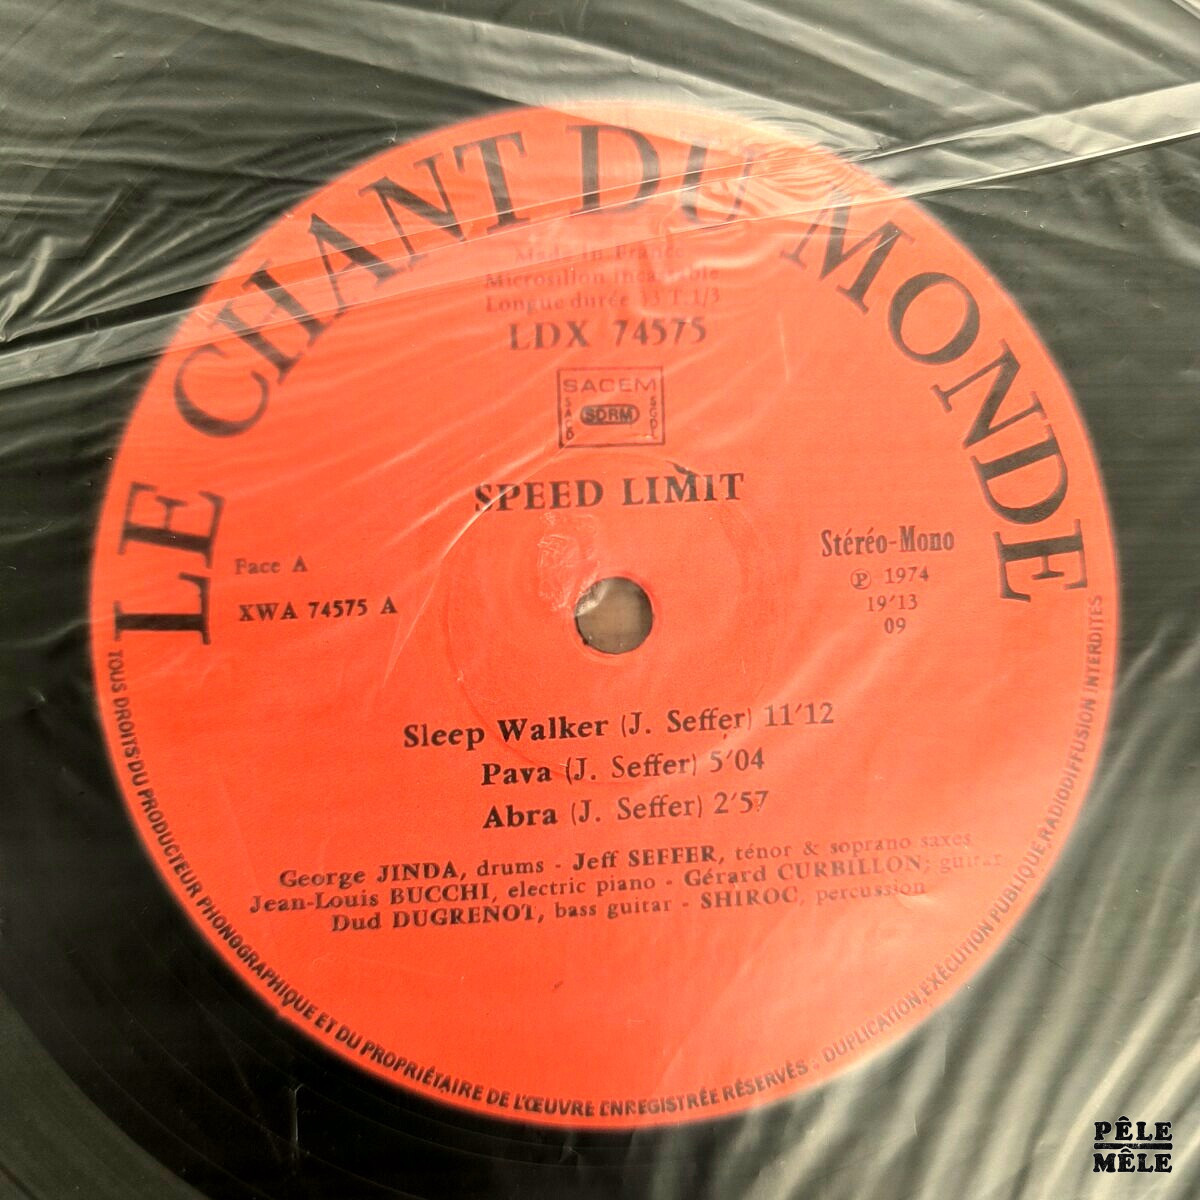 LE CHANT DU MONDE
Made in France
Microsillon incassable
Longue durée 33 T. 1/3
LDX 74575
SACEM
SACD
SDRM
SGDL
SPEED LIMIT
Face A
XWA 74575 A
Stéréo-Mono
Ⓟ 1974
19'13
09
Sleep Walker (J. Seffer) 11'12
Pava (J. Seffer) 5'04
Abra (J. Seffer) 2'57
George JINDA, drums - Jeff SEFFER, ténor & soprano saxes
Jean-Louis BUCCHI, electric piano - Gérard CURBILLON; guitar
Dud DUGRENOT, bass guitar - SHIROC, percussion
TOUS DROITS DU PRODUCTEUR PHONOGRAPHIQUE ET DU PROPRIÉTAIRE DE L'ŒUVRE ENREGISTRÉE RÉSERVÉS - DUPLICATION, EXÉCUTION PUBLIQUE, RADIODIFFUSION INTERDITES
PÊLE
MÊLE